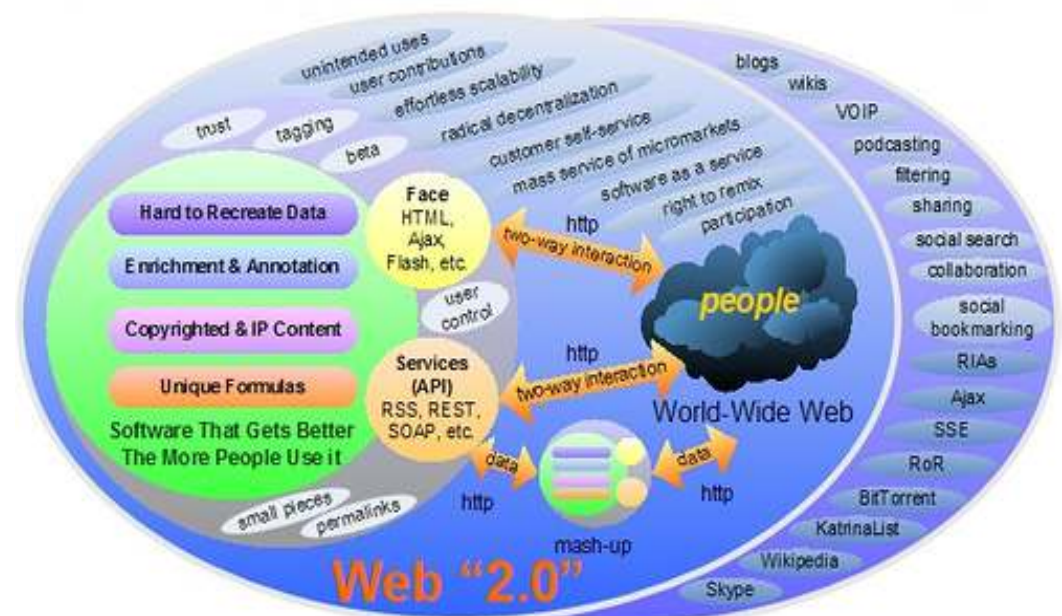 unintended uses
user contributions
effortless scalability
radical decentralization
customer self-service
mass service of micromarkets
software as a service
right to remix
participation
trust
tagging
beta
Hard to Recreate Data
Enrichment & Annotation
Copyrighted & IP Content
Unique Formulas
Software That Gets Better
The More People Use it
Face
HTML,
Ajax,
Flash, etc.
user
control
Services
(API)
RSS, REST,
SOAP, etc.
small pieces
permalinks
http
two-way interaction
http
two-way interaction
people
World-Wide Web
data
http
mash-up
data
http
Web “2.0”
blogs
wikis
VOIP
podcasting
filtering
sharing
social search
collaboration
social
bookmarking
RIAs
Ajax
SSE
RoR
BitTorrent
KatrinaList
Wikipedia
Skype